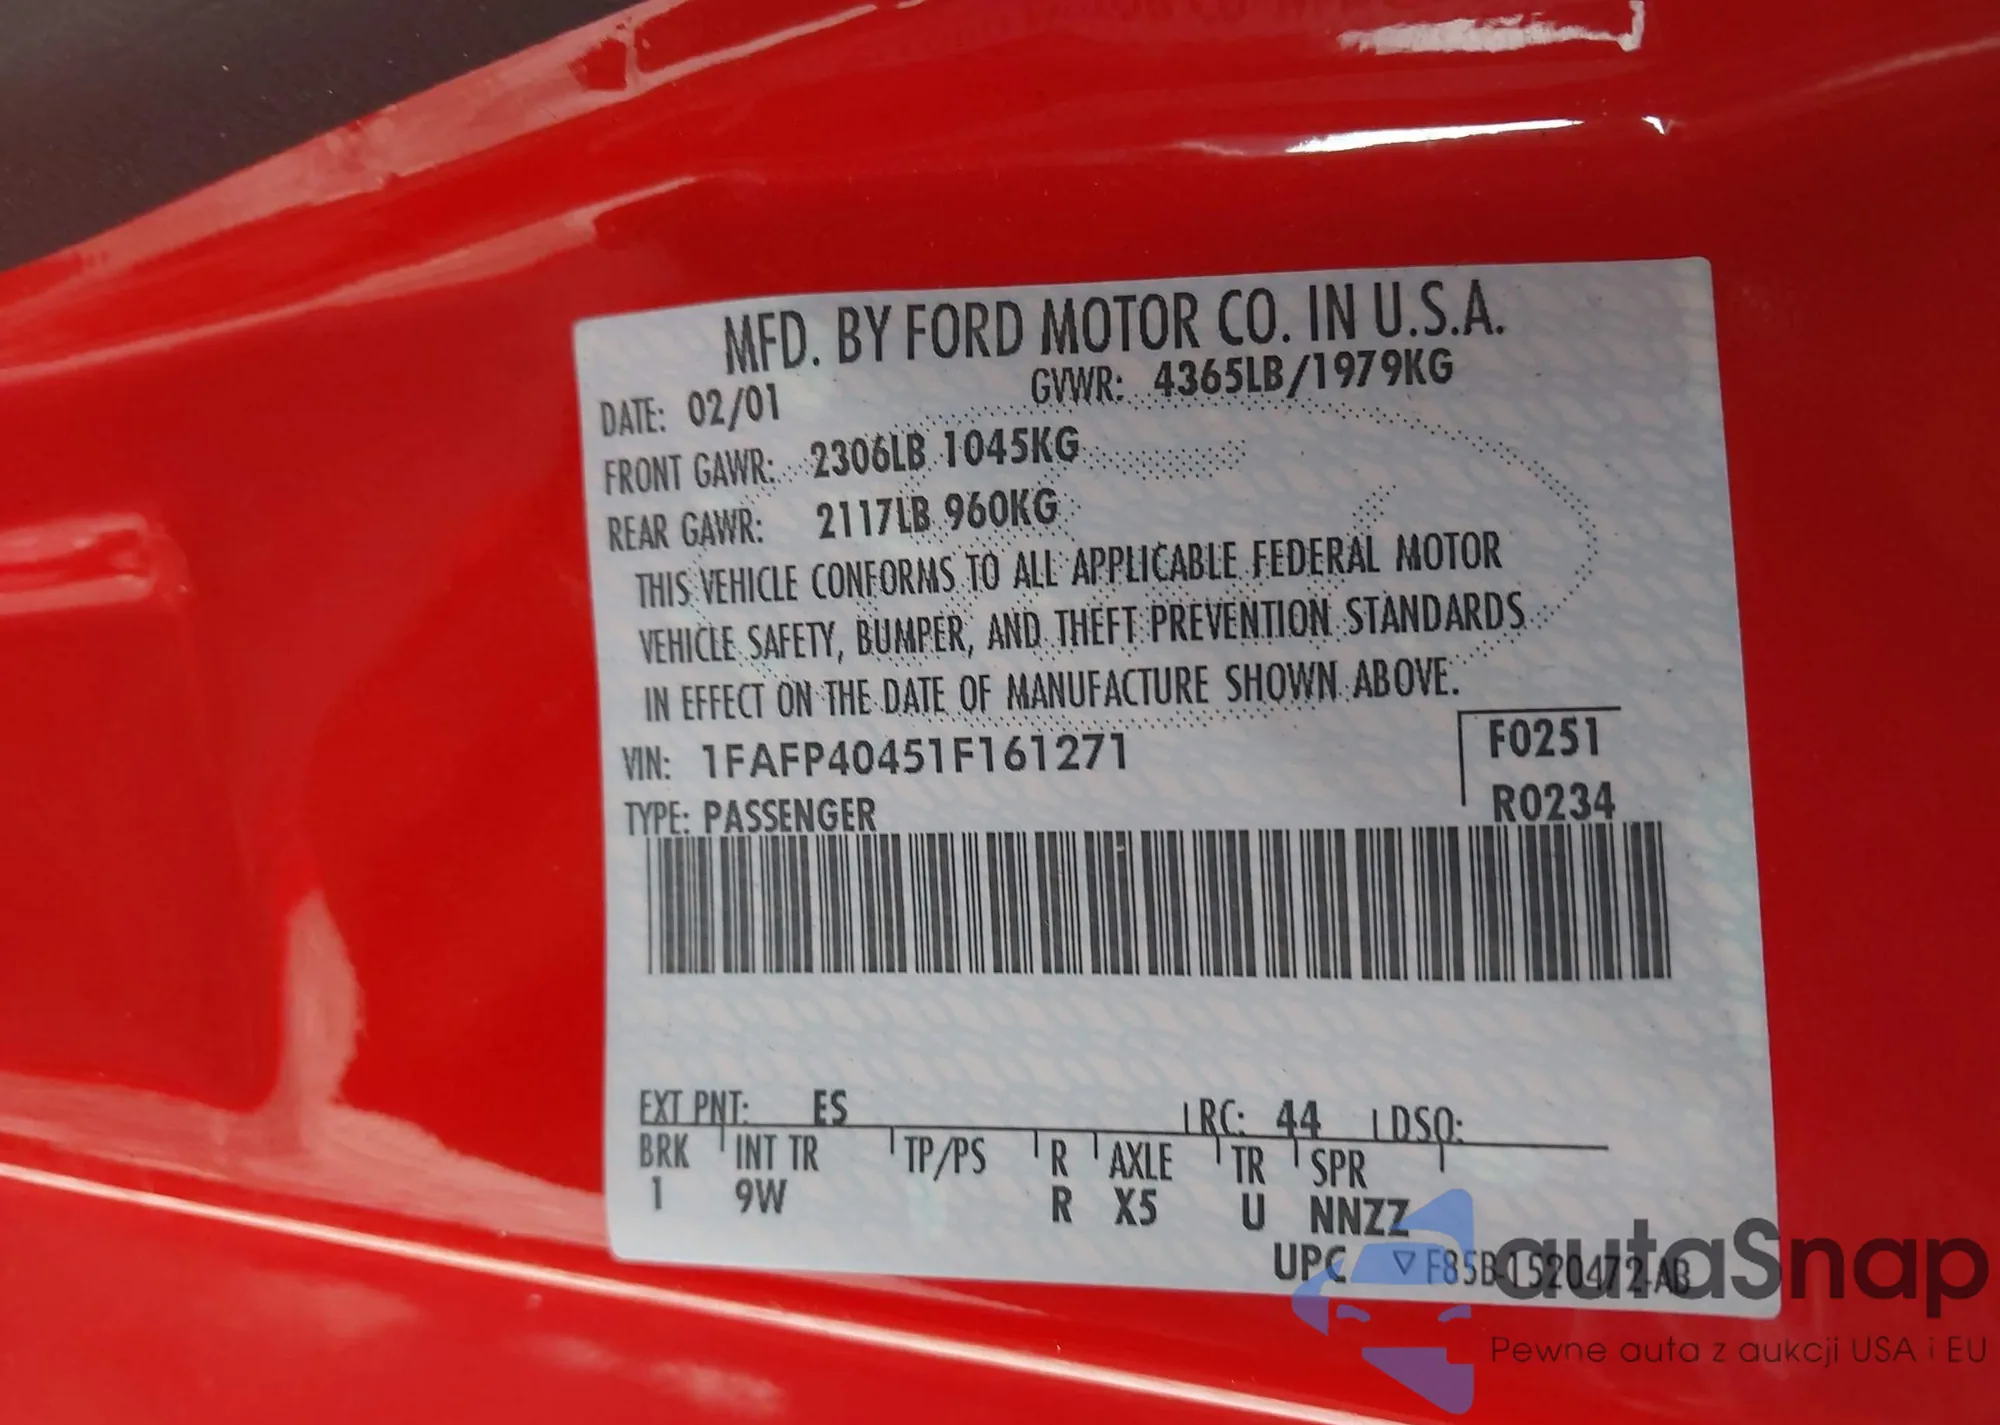 MFD. BY FORD MOTOR CO. IN U.S.A.
DATE: 02/01 GVWR: 4365LB/1979KG
FRONT GAWR: 2306LB 1045KG
REAR GAWR: 2117LB 960KG
THIS VEHICLE CONFORMS TO ALL APPLICABLE FEDERAL MOTOR
VEHICLE SAFETY, BUMPER, AND THEFT PREVENTION STANDARDS
IN EFFECT ON THE DATE OF MANUFACTURE SHOWN ABOVE.
VIN: 1FAFP40451F161271 F0251
TYPE: PASSENGER R0234
EXT PNT: ES RC: 44 DSO:
BRK INT TR TP/PS R AXLE TR SPR
1 9W R X5 U NNZZ
UPC ▽ F85B-1520472-AB
autaSnap
Pewne auta z aukcji USA i EU